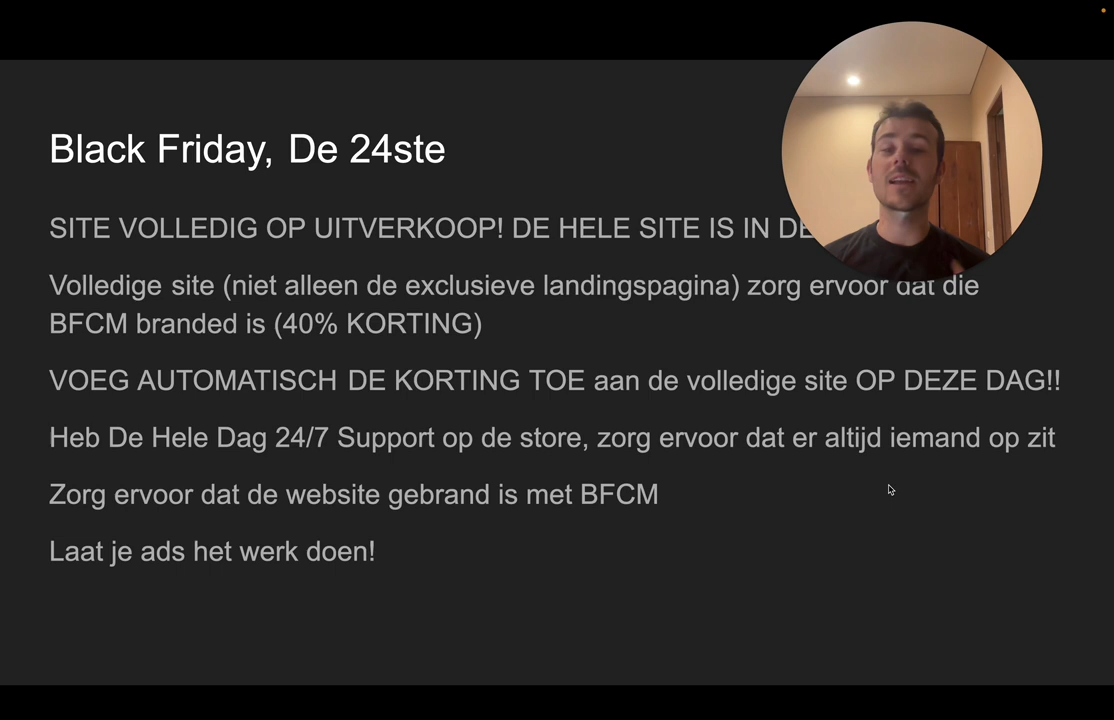 Black Friday, De 24ste
SITE VOLLEDIG OP UITVERKOOP! DE HELE SITE IS IN
Volledige site (niet alleen de exclusieve landingspagina) zorg ervoor dat die
BFCM branded is (40% KORTING)
VOEG AUTOMATISCH DE KORTING TOE aan de volledige site OP DEZE DAG!!
Heb De Hele Dag 24/7 Support op de store, zorg ervoor dat er altijd iemand op zit
Zorg ervoor dat de website gebrand is met BFCM
Laat je ads het werk doen!